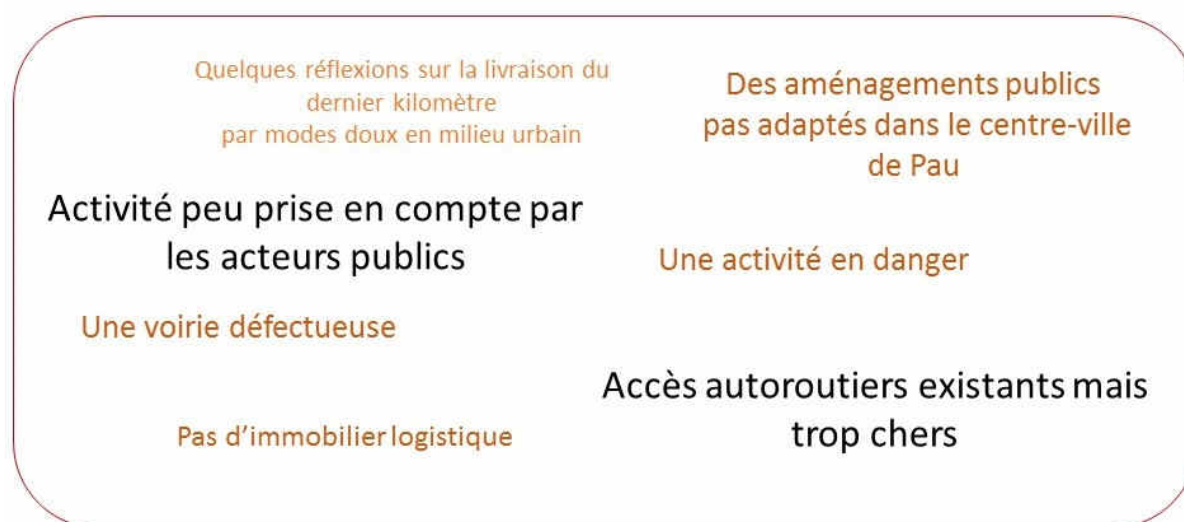 Quelques réflexions sur la livraison du
dernier kilomètre
par modes doux en milieu urbain
Des aménagements publics
pas adaptés dans le centre-ville
de Pau
Activité peu prise en compte par
les acteurs publics
Une activité en danger
Une voirie défectueuse
Accès autoroutiers existants mais
trop chers
Pas d'immobilier logistique